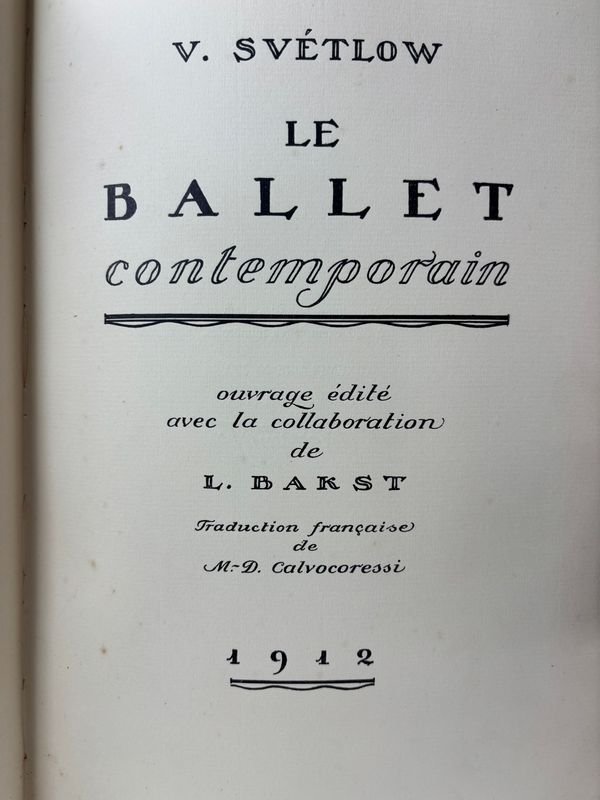 V. SVÉTLOW
LE
BALLET
contemporain
ouvrage édité
avec la collaboration
de
L. BAKST
Traduction française
de
M.-D. Calvocoressi
1912